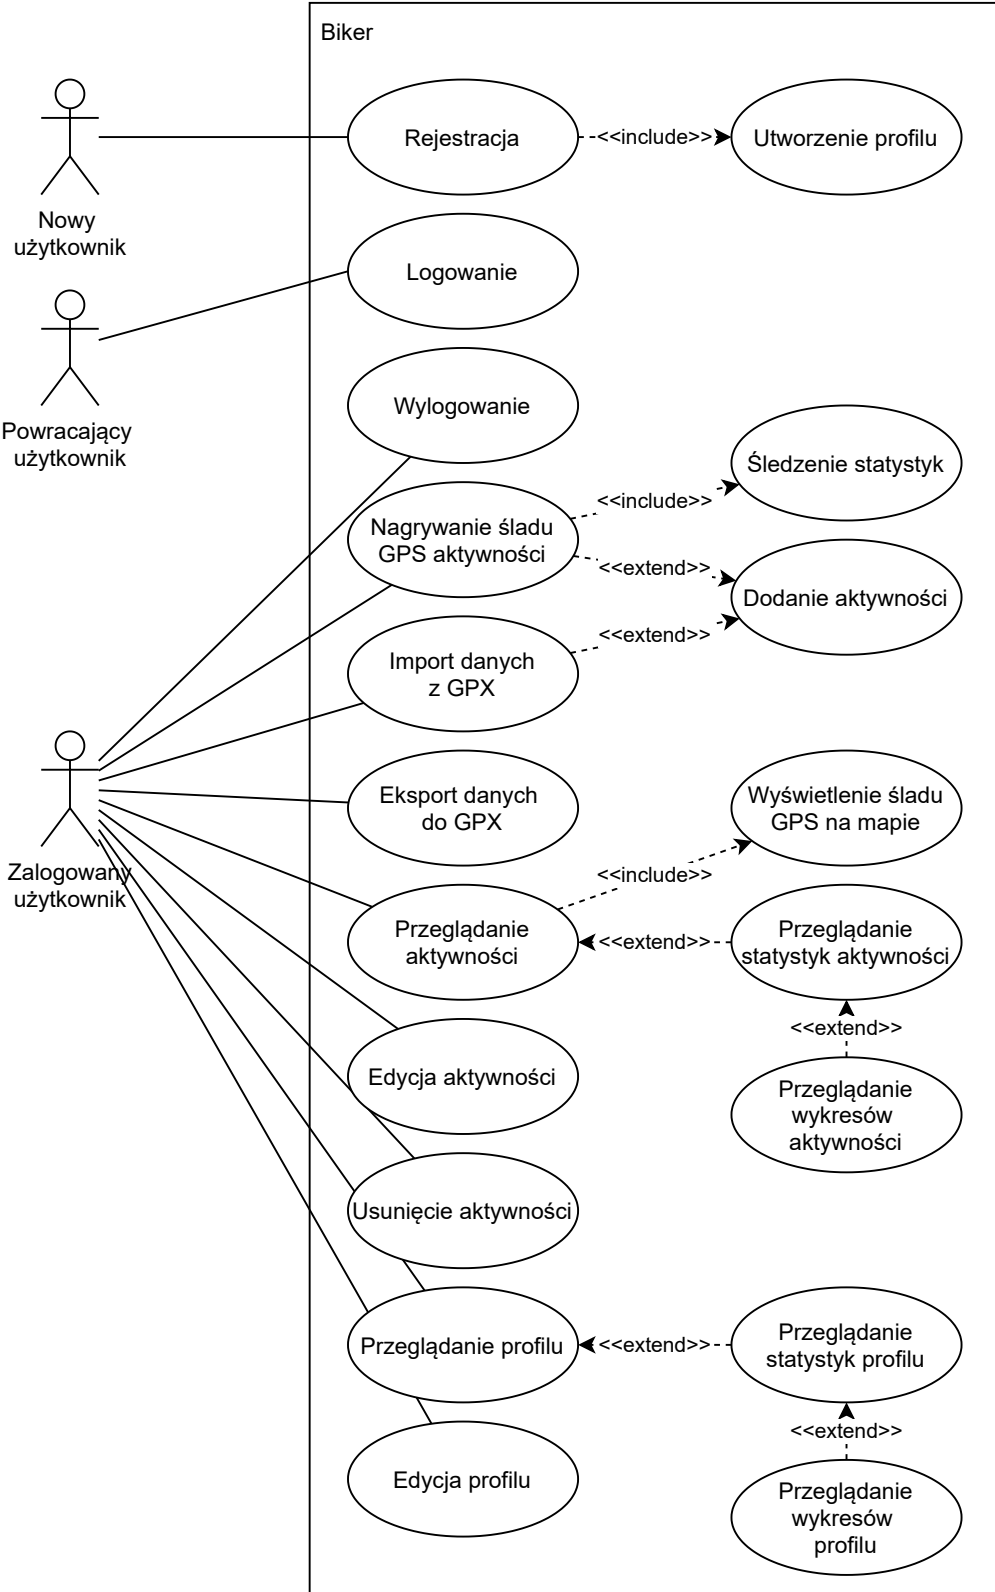 Biker
Nowy
użytkownik
Rejestracja
<<include>>
Utworzenie profilu
Powracający
użytkownik
Logowanie
Wylogowanie
Nagrywanie śladu
GPS aktywności
<<include>>
Śledzenie statystyk
<<extend>>
Dodanie aktywności
Import danych
z GPX
<<extend>>
Zalogowany
użytkownik
Eksport danych
do GPX
Wyświetlenie śladu
GPS na mapie
<<include>>
Przeglądanie
aktywności
<<extend>>
Przeglądanie
statystyk aktywności
<<extend>>
Przeglądanie
wykresów
aktywności
Edycja aktywności
Usunięcie aktywności
Przeglądanie profilu
<<extend>>
Przeglądanie
statystyk profilu
<<extend>>
Przeglądanie
wykresów
profilu
Edycja profilu